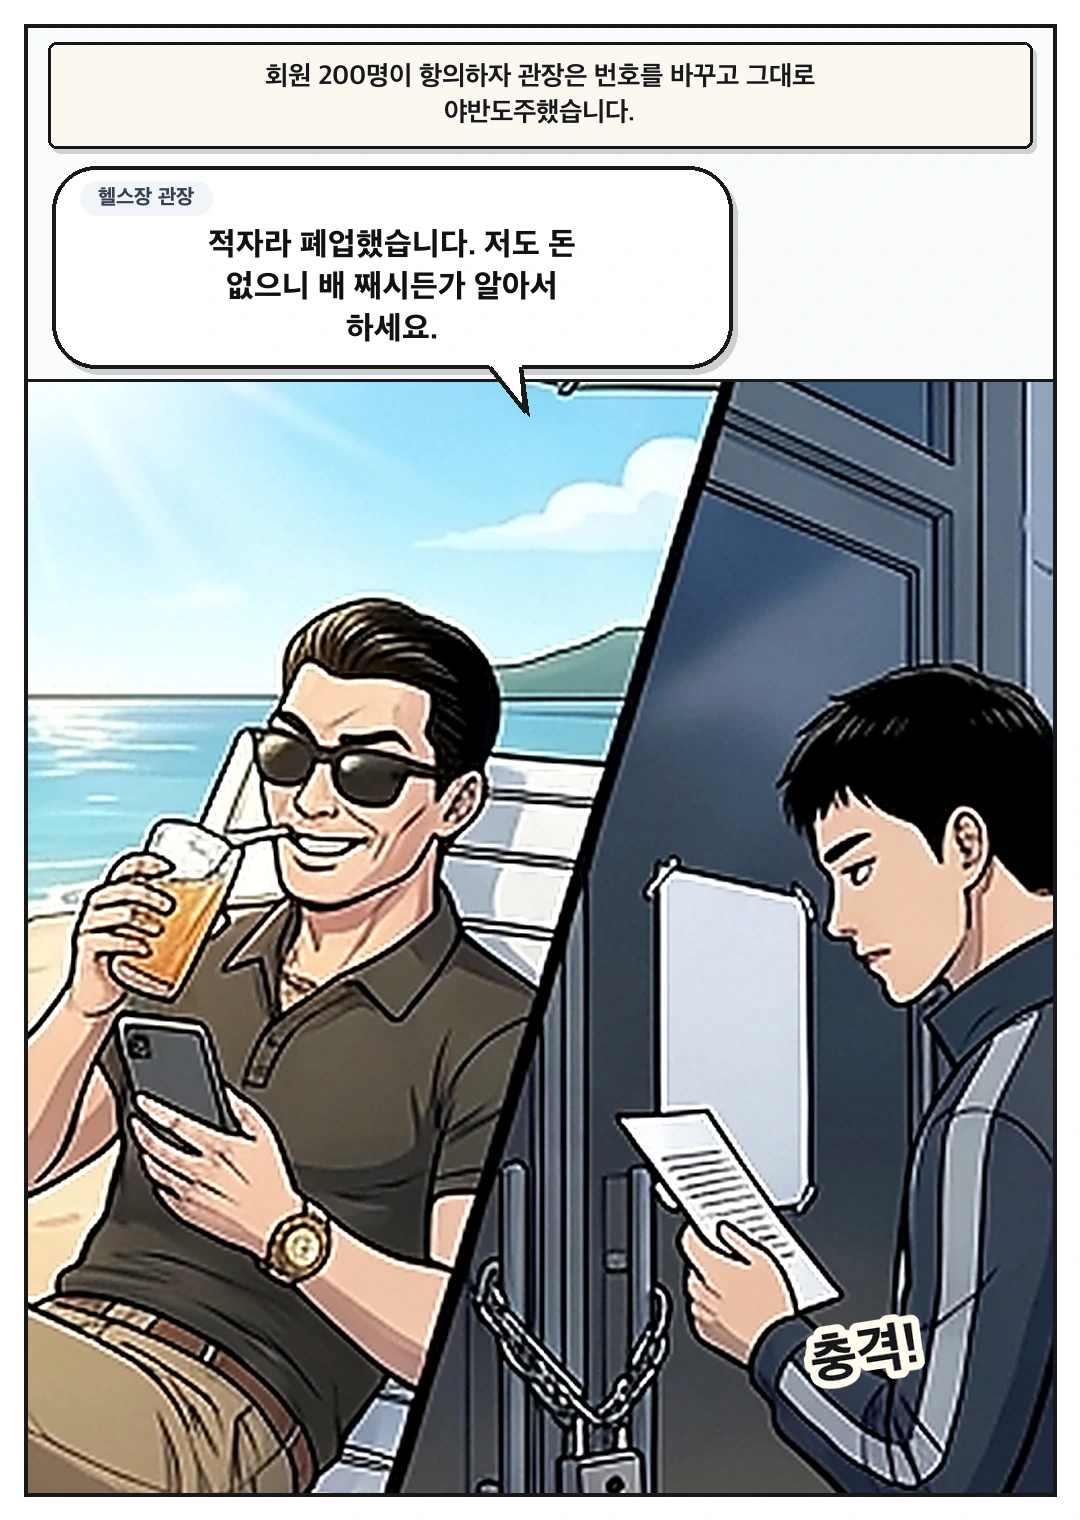 회원 200명이 항의하자 관장은 번호를 바꾸고 그대로
야반도주했습니다.
헬스장 관장
적자라 폐업했습니다. 저도 돈
없으니 배 째시든가 알아서
하세요.
충격!